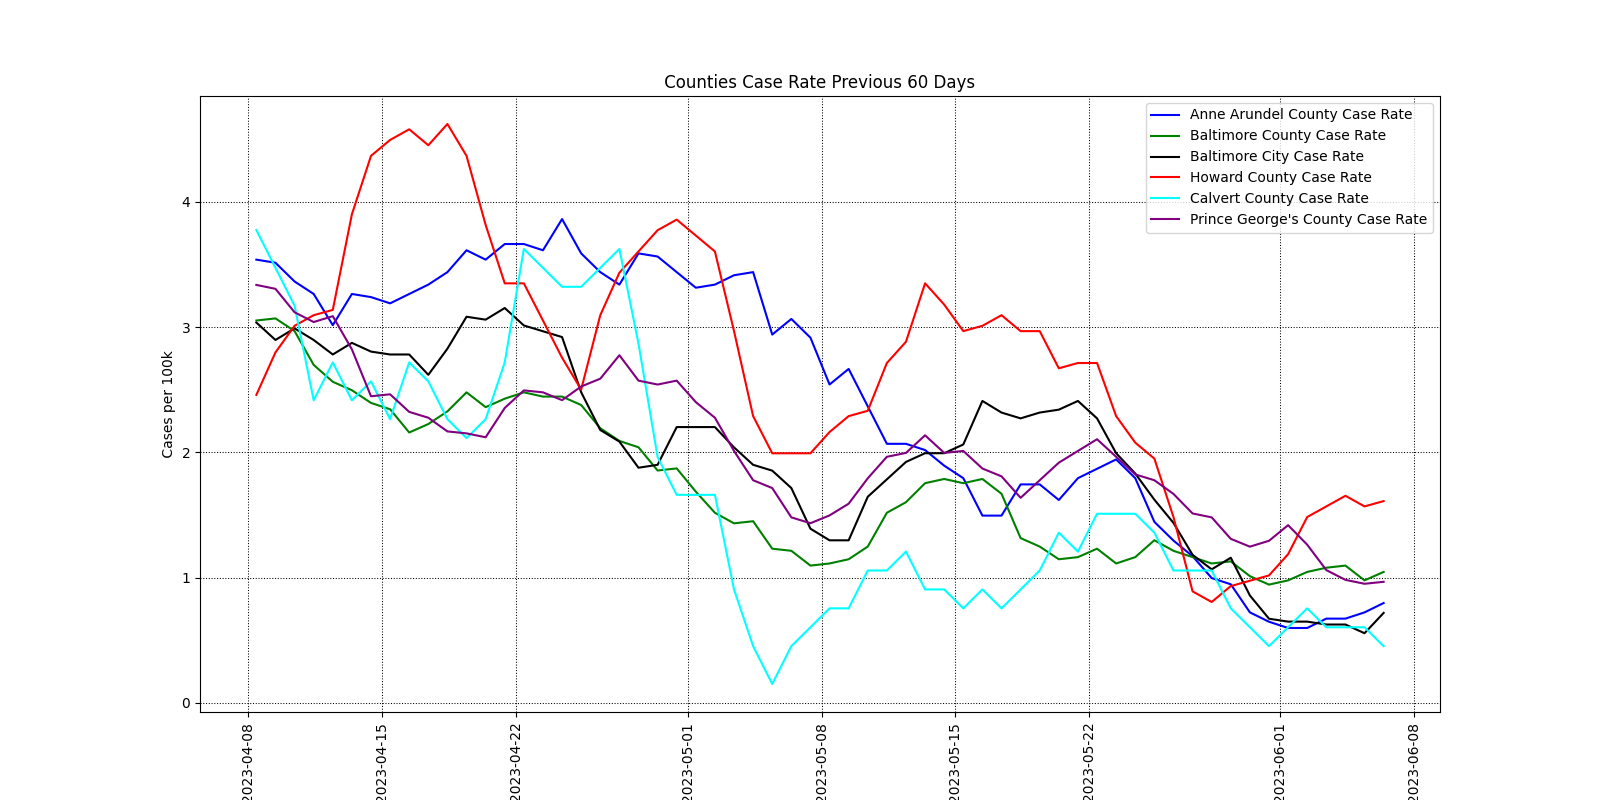 Counties Case Rate Previous 60 Days
Anne Arundel County Case Rate
Baltimore County Case Rate
Baltimore City Case Rate
Howard County Case Rate
Calvert County Case Rate
Prince George's County Case Rate
Cases per 100k
4
3
2
1
0
2023-04-08
2023-04-15
2023-04-22
2023-05-01
2023-05-08
2023-05-15
2023-05-22
2023-06-01
2023-06-08